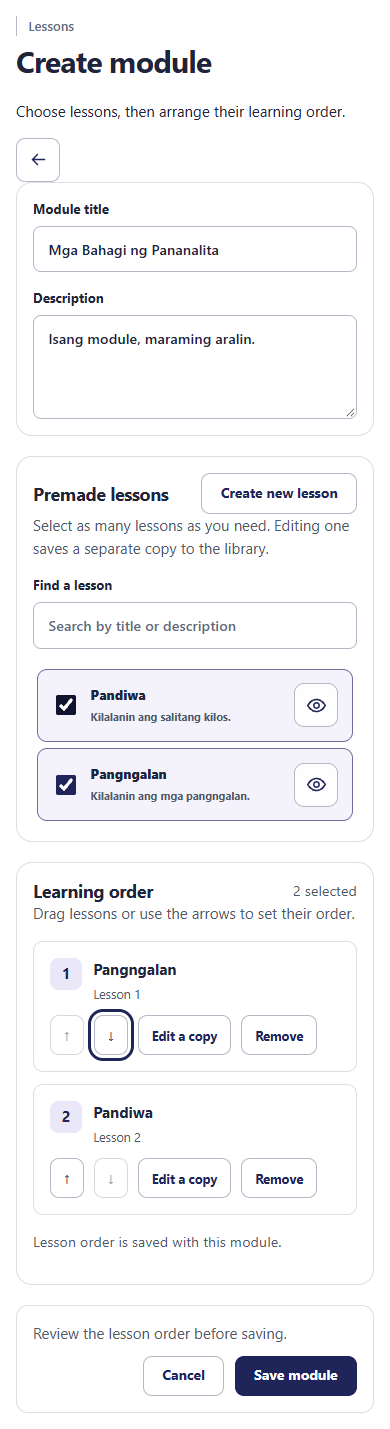 Lessons
Create module
Choose lessons, then arrange their learning order.
←
Module title
Mga Bahagi ng Pananalita
Description
Isang module, maraming aralin.
Premade lessons
Create new lesson
Select as many lessons as you need. Editing one
saves a separate copy to the library.
Find a lesson
Search by title or description
Pandiwa
Kilalanin ang salitang kilos.
Pangngalan
Kilalanin ang mga pangngalan.
Learning order
2 selected
Drag lessons or use the arrows to set their order.
1
Pangngalan
Lesson 1
↑ ↓ Edit a copy Remove
2
Pandiwa
Lesson 2
↑ ↓ Edit a copy Remove
Lesson order is saved with this module.
Review the lesson order before saving.
Cancel Save module